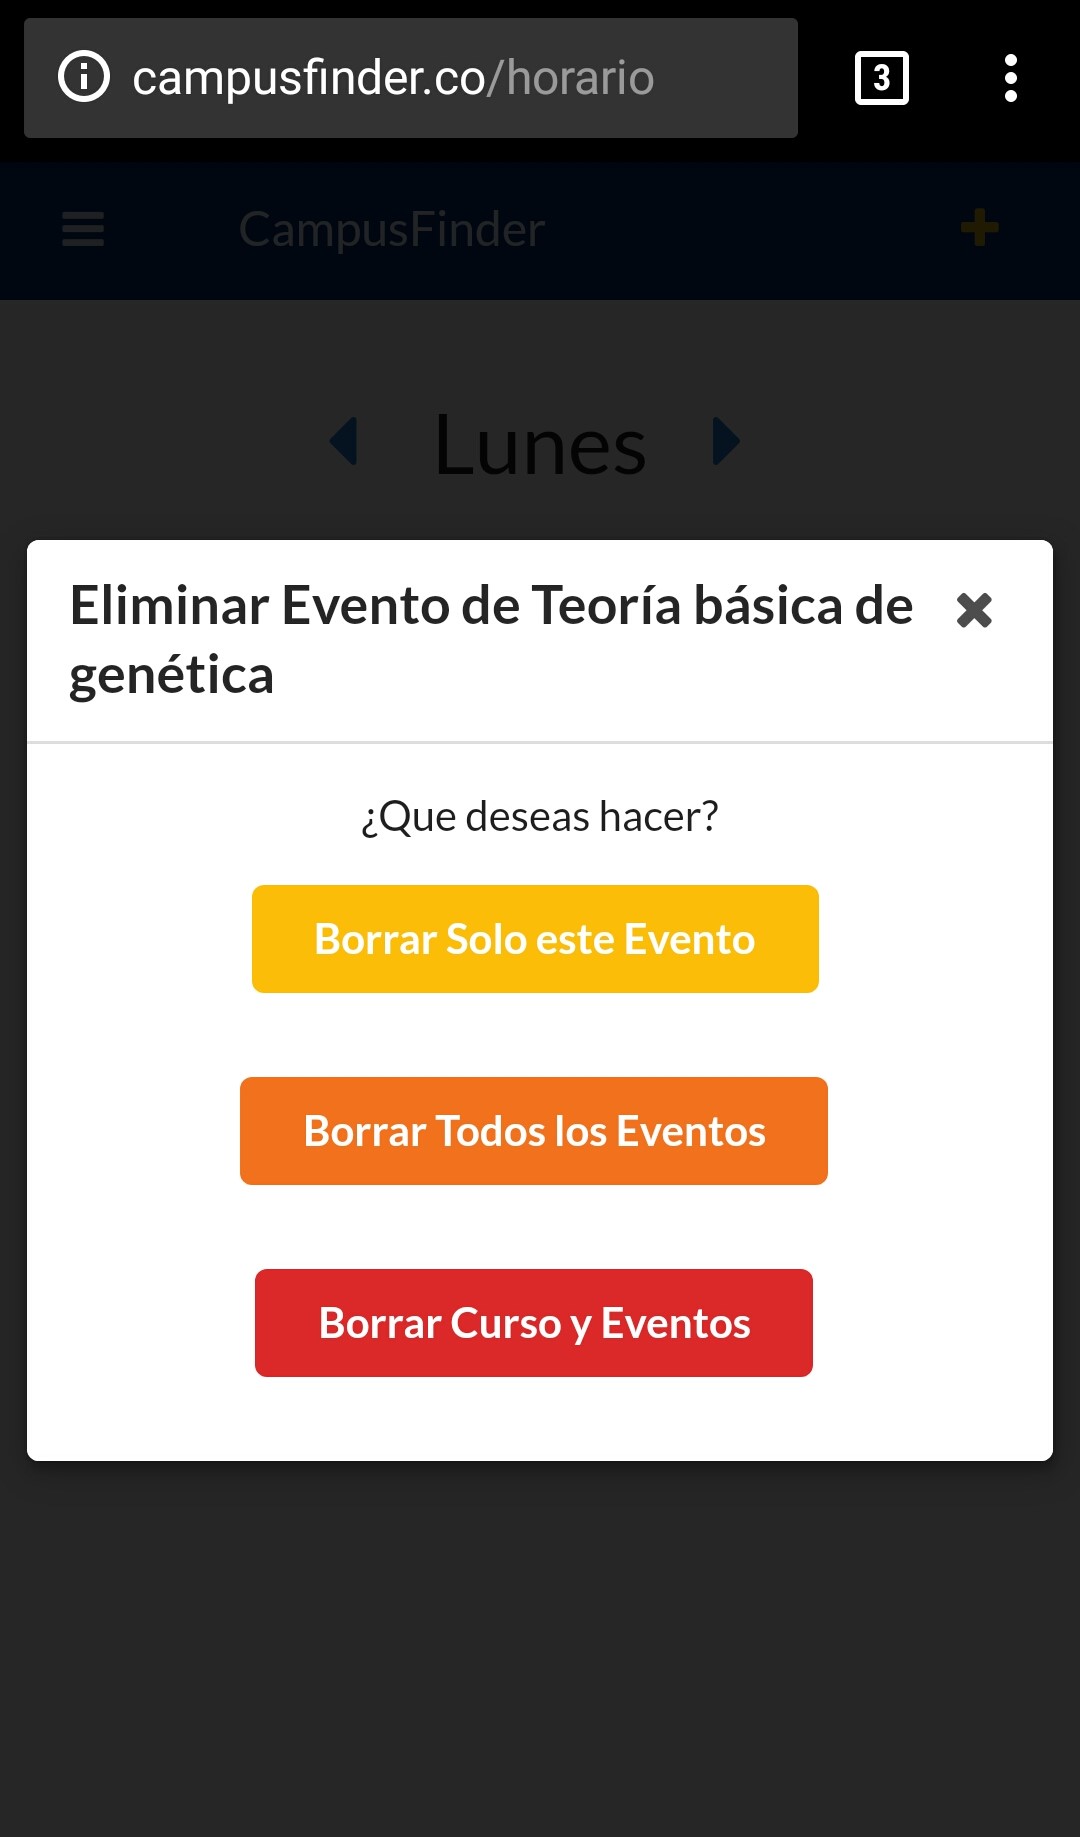 campusfinder.co/horario
3
CampusFinder
Lunes
Eliminar Evento de Teoría básica de
genética
¿Que deseas hacer?
Borrar Solo este Evento
Borrar Todos los Eventos
Borrar Curso y Eventos